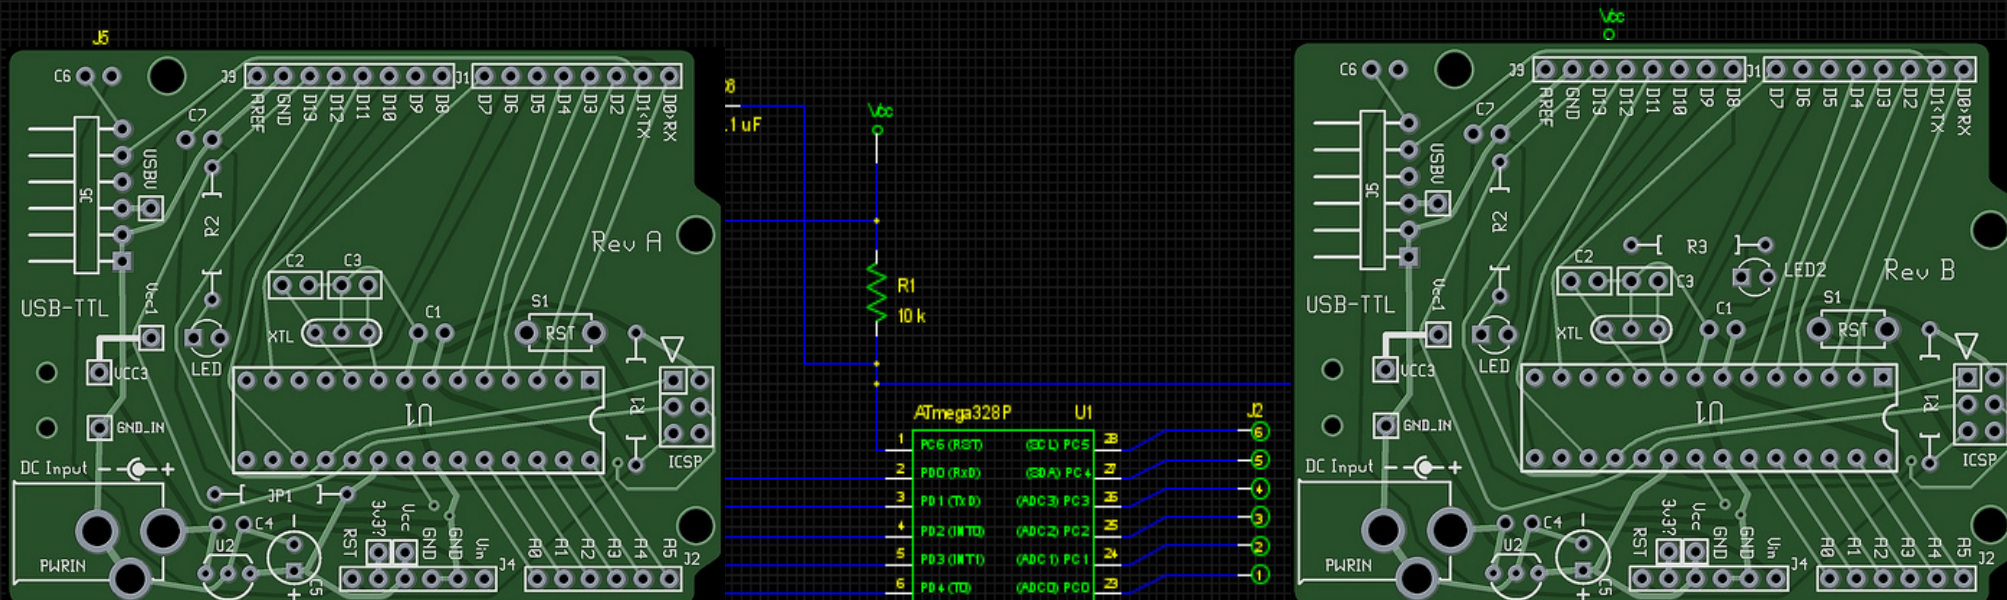 J5
C6
J3
J1
AREF
GND
D13
D12
D11
D10
D9
D8
D7
D6
D5
D4
D3
D2
D1<TX
D0>RX
C7
USBV
J5
R2
Rev A
C2
C3
USB-TTL
Vcc1
XTL
C1
S1
RST
LED
VCC3
U1
R1
GND_IN
ICSP
DC Input
- +
JP1
3v3?
Vcc
GND
GND
Vin
RST
C4
-
U2
PWRIN
+
C5
J4
A0
A1
A2
A3
A4
A5
J2
.1 uF
Vcc
R1
10 k
ATmega328P
U1
J2
1
PC6 (RST)
(SCL) PC5
28
6
2
PD0 (RxD)
(SDA) PC4
27
5
3
PD1 (TxD)
(ADC3) PC3
26
4
4
PD2 (INT0)
(ADC2) PC2
25
3
5
PD3 (INT1)
(ADC1) PC1
24
2
6
PD4 (T0)
(ADC0) PC0
23
1
Vcc
C6
J3
J1
AREF
GND
D13
D12
D11
D10
D9
D8
D7
D6
D5
D4
D3
D2
D1<TX
D0>RX
C7
USBV
J5
R2
R3
C2
C3
LED2
Rev B
USB-TTL
Vcc1
XTL
C1
S1
RST
LED
VCC3
U1
R1
GND_IN
ICSP
DC Input
- +
3v3?
Vcc
GND
GND
Vin
RST
C4
-
U2
PWRIN
+
C5
J4
A0
A1
A2
A3
A4
A5
J2